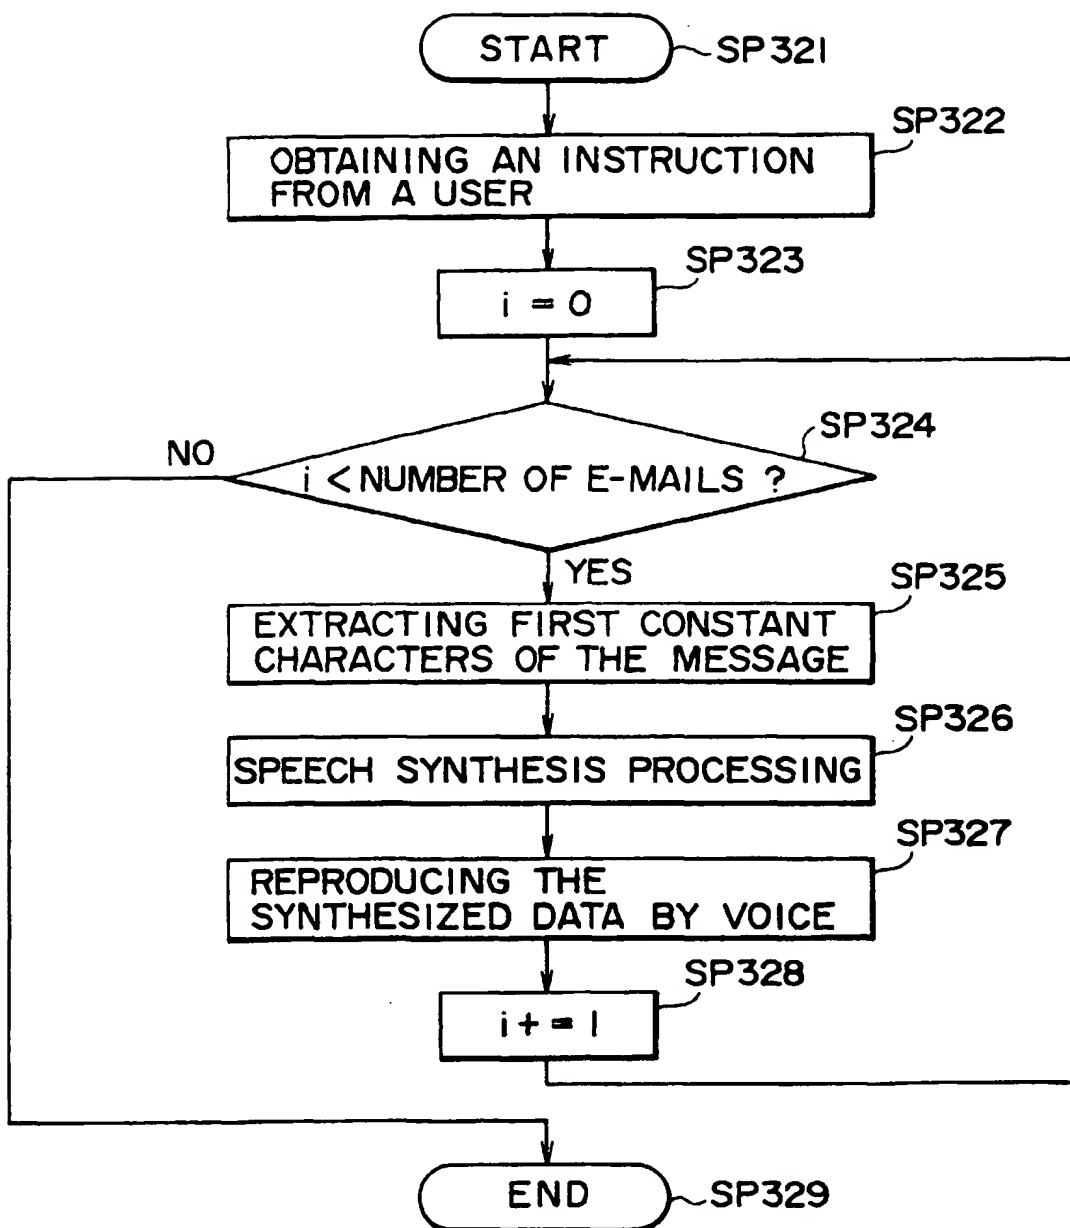 START
SP321
SP322
OBTAINING AN INSTRUCTION
FROM A USER
SP323
i = 0
SP324
NO
i < NUMBER OF E-MAILS ?
YES
SP325
EXTRACTING FIRST CONSTANT
CHARACTERS OF THE MESSAGE
SP326
SPEECH SYNTHESIS PROCESSING
SP327
REPRODUCING THE
SYNTHESIZED DATA BY VOICE
SP328
i + = 1
END
SP329